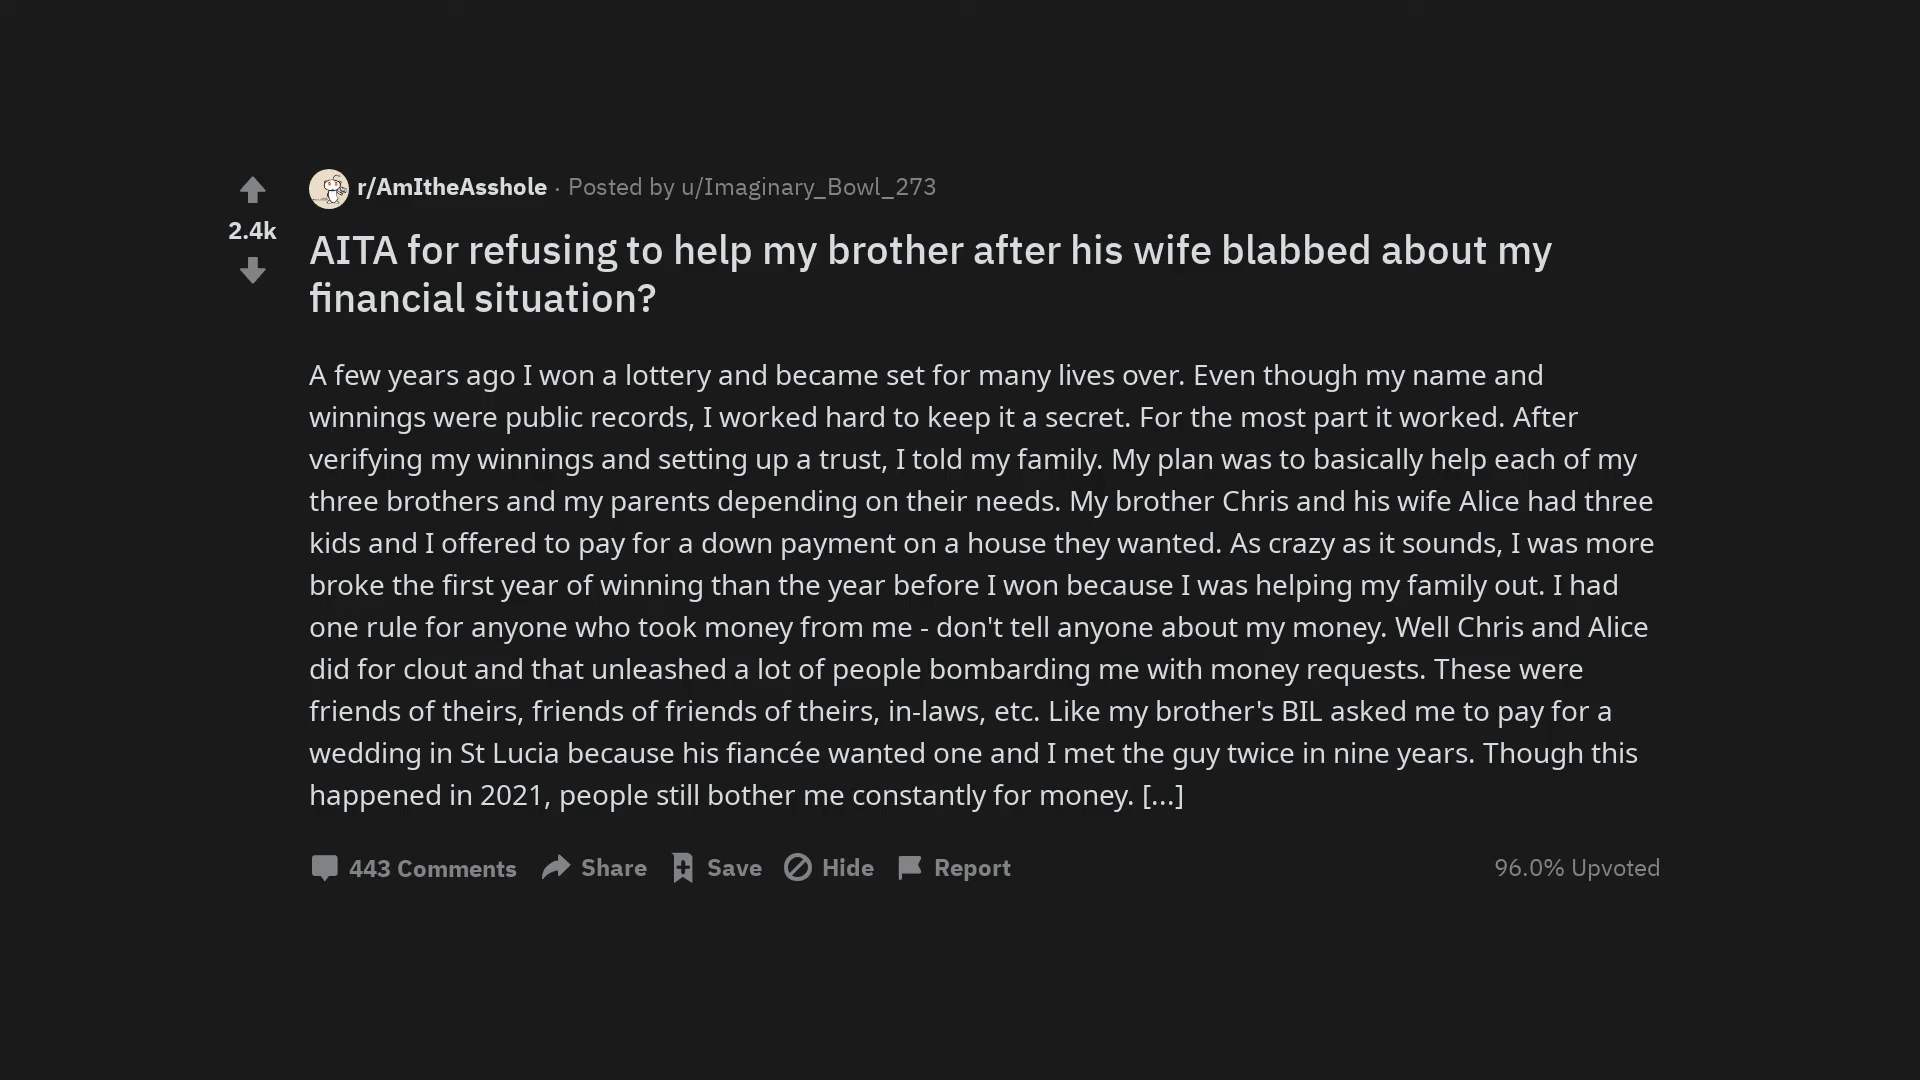 r/AmItheAsshole · Posted by u/Imaginary_Bowl_273
2.4k
AITA for refusing to help my brother after his wife blabbed about my
financial situation?
A few years ago I won a lottery and became set for many lives over. Even though my name and
winnings were public records, I worked hard to keep it a secret. For the most part it worked. After
verifying my winnings and setting up a trust, I told my family. My plan was to basically help each of my
three brothers and my parents depending on their needs. My brother Chris and his wife Alice had three
kids and I offered to pay for a down payment on a house they wanted. As crazy as it sounds, I was more
broke the first year of winning than the year before I won because I was helping my family out. I had
one rule for anyone who took money from me - don't tell anyone about my money. Well Chris and Alice
did for clout and that unleashed a lot of people bombarding me with money requests. These were
friends of theirs, friends of friends of theirs, in-laws, etc. Like my brother's BIL asked me to pay for a
wedding in St Lucia because his fiancée wanted one and I met the guy twice in nine years. Though this
happened in 2021, people still bother me constantly for money. [...]
443 Comments Share Save Hide Report 96.0% Upvoted